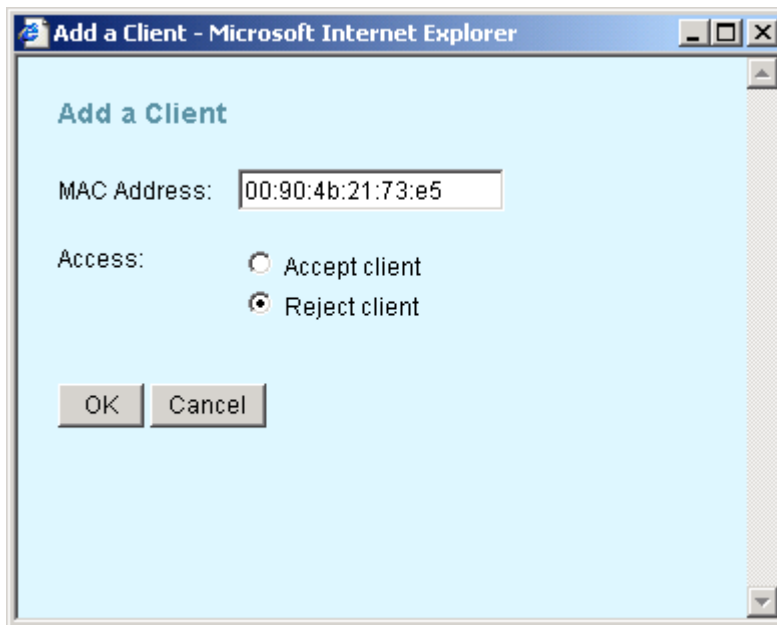 Add a Client - Microsoft Internet Explorer
Add a Client
MAC Address: 00:90:4b:21:73:e5
Access: Accept client
Reject client
OK Cancel